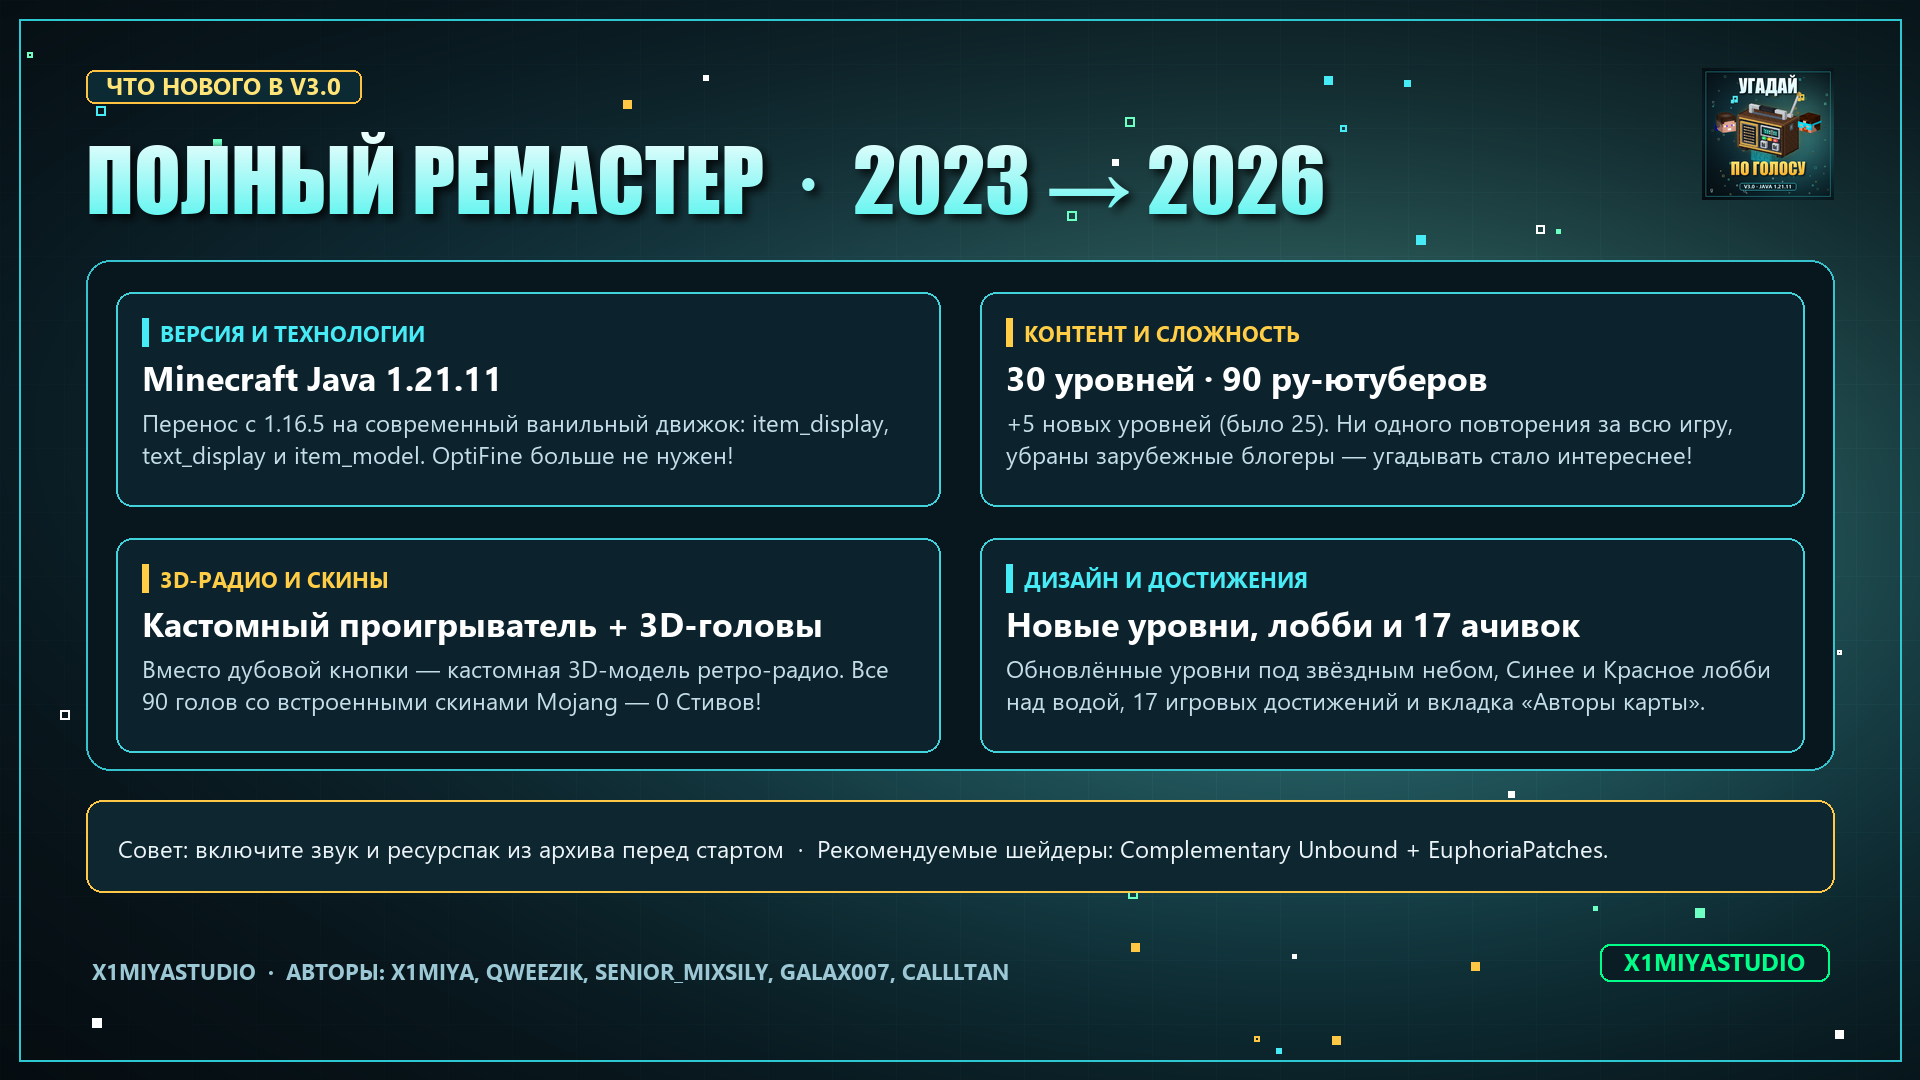 ЧТО НОВОГО В V3.0
УГАДАЙ
ПО ГОЛОСУ
V3.0 · JAVA 1.21.11
ПОЛНЫЙ РЕМАСТЕР · 2023 → 2026
ВЕРСИЯ И ТЕХНОЛОГИИ
Minecraft Java 1.21.11
Перенос с 1.16.5 на современный ванильный движок: item_display,
text_display и item_model. OptiFine больше не нужен!
КОНТЕНТ И СЛОЖНОСТЬ
30 уровней · 90 ру-ютуберов
+5 новых уровней (было 25). Ни одного повторения за всю игру,
убраны зарубежные блогеры — угадывать стало интереснее!
3D-РАДИО И СКИНЫ
Кастомный проигрыватель + 3D-головы
Вместо дубовой кнопки — кастомная 3D-модель ретро-радио. Все
90 голов со встроенными скинами Mojang — 0 Стивов!
ДИЗАЙН И ДОСТИЖЕНИЯ
Новые уровни, лобби и 17 ачивок
Обновлённые уровни под звёздным небом, Синее и Красное лобби
над водой, 17 игровых достижений и вкладка «Авторы карты».
Совет: включите звук и ресурспак из архива перед стартом · Рекомендуемые шейдеры: Complementary Unbound + EuphoriaPatches.
X1MIYASTUDIO · АВТОРЫ: X1MIYA, QWEEZIK, SENIOR_MIXSILY, GALAX007, CALLLTAN
X1MIYASTUDIO